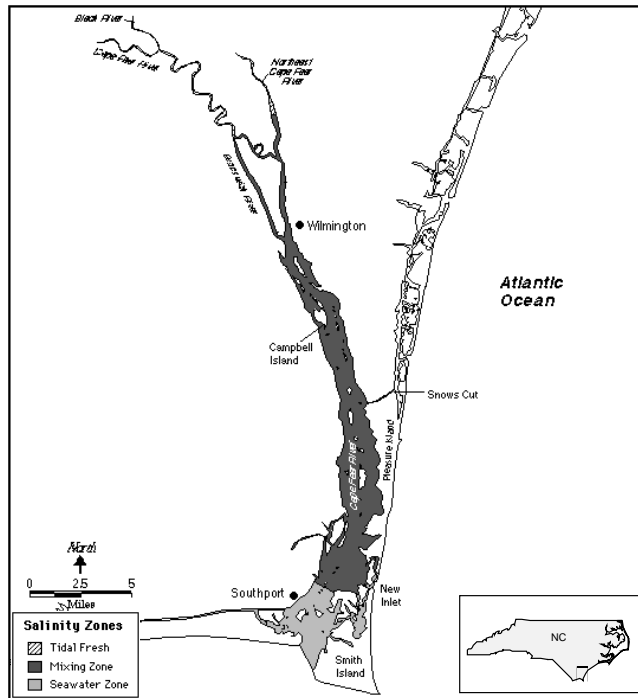 Black River
Cape Fear River
Northeast
Cape Fear
River
Brunswick River
Wilmington
Atlantic
Ocean
Campbell
Island
Snows Cut
Pleasure Island
Cape Fear River
North
0 2.5 5
Miles
Southport
New
Inlet
Smith
Island
Salinity Zones
Tidal Fresh
Mixing Zone
Seawater Zone
NC